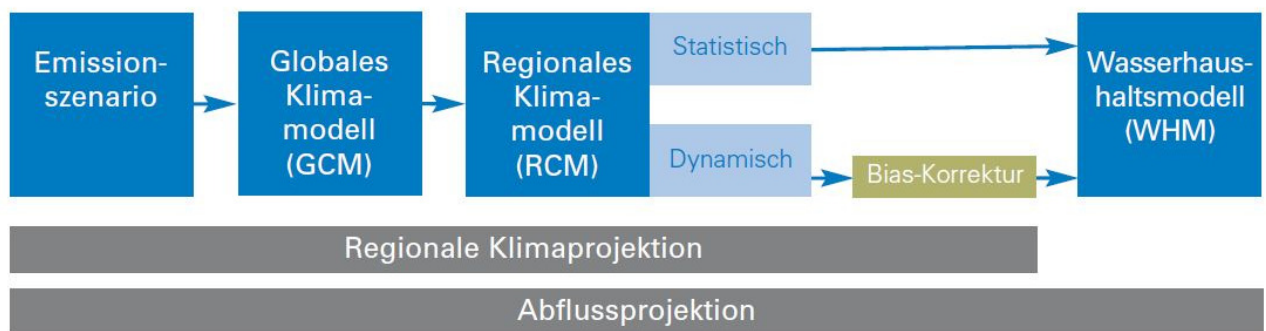 Emission-
szenario
Globales
Klima-
modell
(GCM)
Regionales
Klima-
modell
(RCM)
Statistisch
Dynamisch
Bias-Korrektur
Wasserhaus-
haltsmodell
(WHM)
Regionale Klimaprojektion
Abflussprojektion